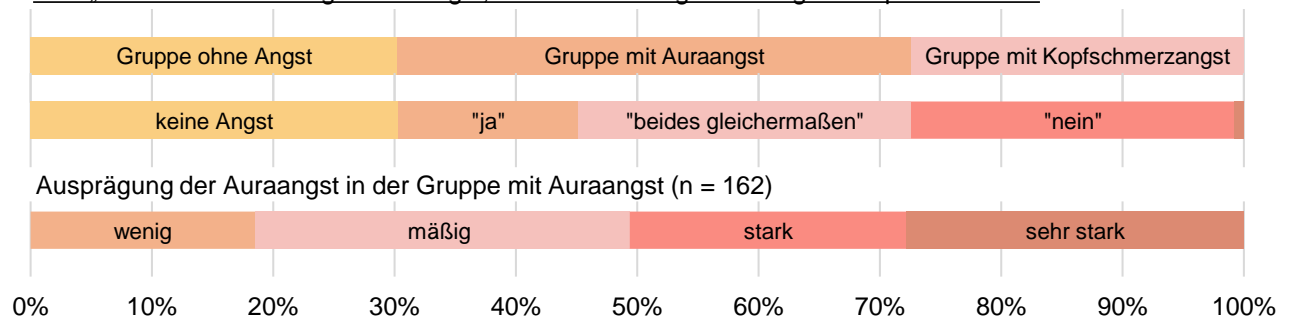 Gruppe ohne Angst Gruppe mit Auraangst Gruppe mit Kopfschmerzangst
keine Angst "ja" "beides gleichermaßen" "nein"
Ausprägung der Auraangst in der Gruppe mit Auraangst (n = 162)
wenig mäßig stark sehr stark
0% 10% 20% 30% 40% 50% 60% 70% 80% 90% 100%